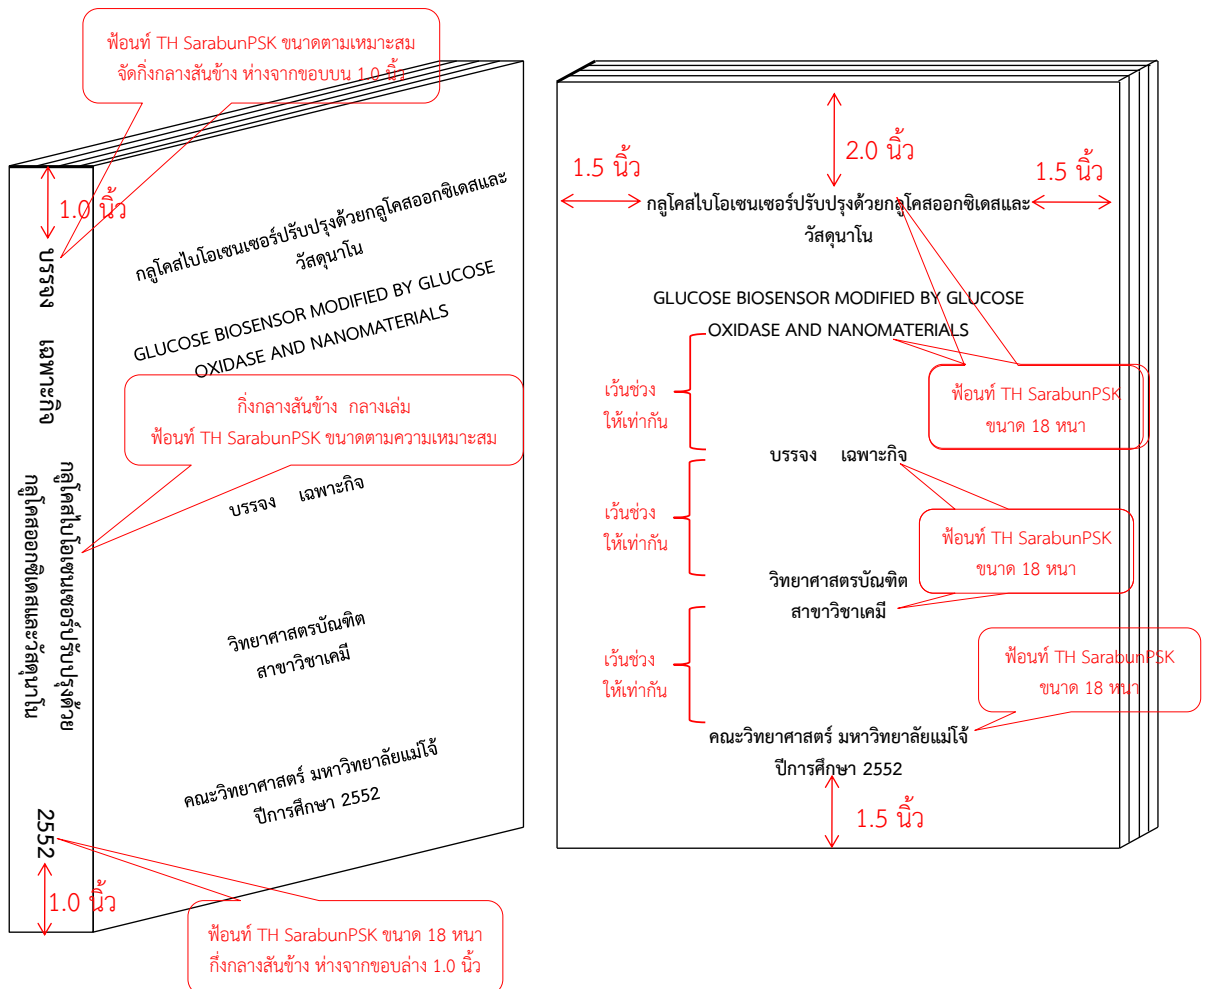 ฟ้อนท์ TH SarabunPSK ขนาดตามเหมาะสม
จัดกิ่งกลางสันข้าง ห่างจากขอบบน 1.0 นิ้ว
1.0 นิ้ว
บรรจง เฉพาะกิจ
กลูโคสไบโอเซนเซอร์ปรับปรุงด้วย
กลูโคสออกซิเดสและวัสดุนาโน
2552
1.0 นิ้ว
กลูโคสไบโอเซนเซอร์ปรับปรุงด้วยกลูโคสออกซิเดสและ
วัสดุนาโน
GLUCOSE BIOSENSOR MODIFIED BY GLUCOSE
OXIDASE AND NANOMATERIALS
กิ่งกลางสันข้าง กลางเล่ม
ฟ้อนท์ TH SarabunPSK ขนาดตามความเหมาะสม
บรรจง เฉพาะกิจ
วิทยาศาสตรบัณฑิต
สาขาวิชาเคมี
คณะวิทยาศาสตร์ มหาวิทยาลัยแม่โจ้
ปีการศึกษา 2552
ฟ้อนท์ TH SarabunPSK ขนาด 18 หนา
กึ่งกลางสันข้าง ห่างจากขอบล่าง 1.0 นิ้ว
2.0 นิ้ว
1.5 นิ้ว
1.5 นิ้ว
กลูโคสไบโอเซนเซอร์ปรับปรุงด้วยกลูโคสออกซิเดสและ
วัสดุนาโน
GLUCOSE BIOSENSOR MODIFIED BY GLUCOSE
OXIDASE AND NANOMATERIALS
เว้นช่วง
ให้เท่ากัน
ฟ้อนท์ TH SarabunPSK
ขนาด 18 หนา
บรรจง เฉพาะกิจ
เว้นช่วง
ให้เท่ากัน
ฟ้อนท์ TH SarabunPSK
ขนาด 18 หนา
วิทยาศาสตรบัณฑิต
สาขาวิชาเคมี
เว้นช่วง
ให้เท่ากัน
ฟ้อนท์ TH SarabunPSK
ขนาด 18 หนา
คณะวิทยาศาสตร์ มหาวิทยาลัยแม่โจ้
ปีการศึกษา 2552
1.5 นิ้ว